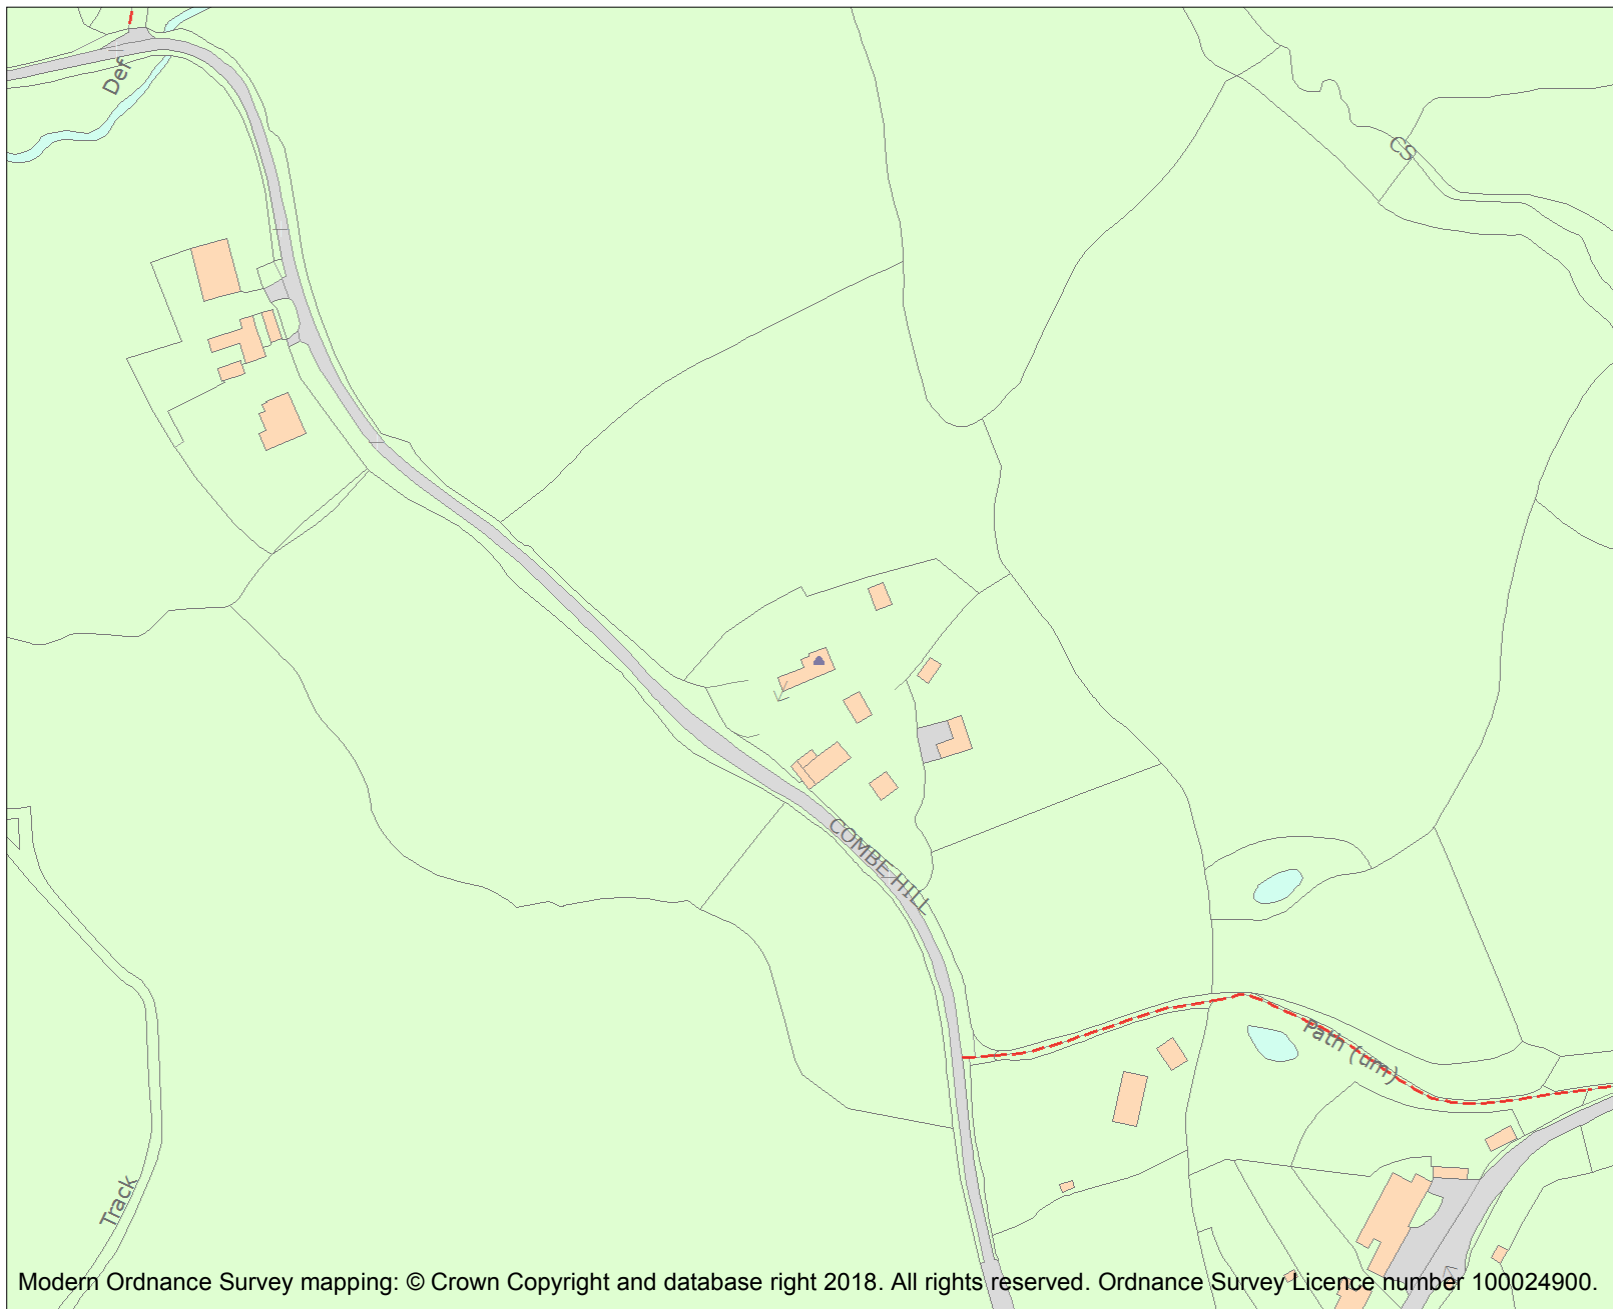 Def
CS
COMBE HILL
Path (um)
Track
Modern Ordnance Survey mapping: © Crown Copyright and database right 2018. All rights reserved. Ordnance Survey Licence number 100024900.